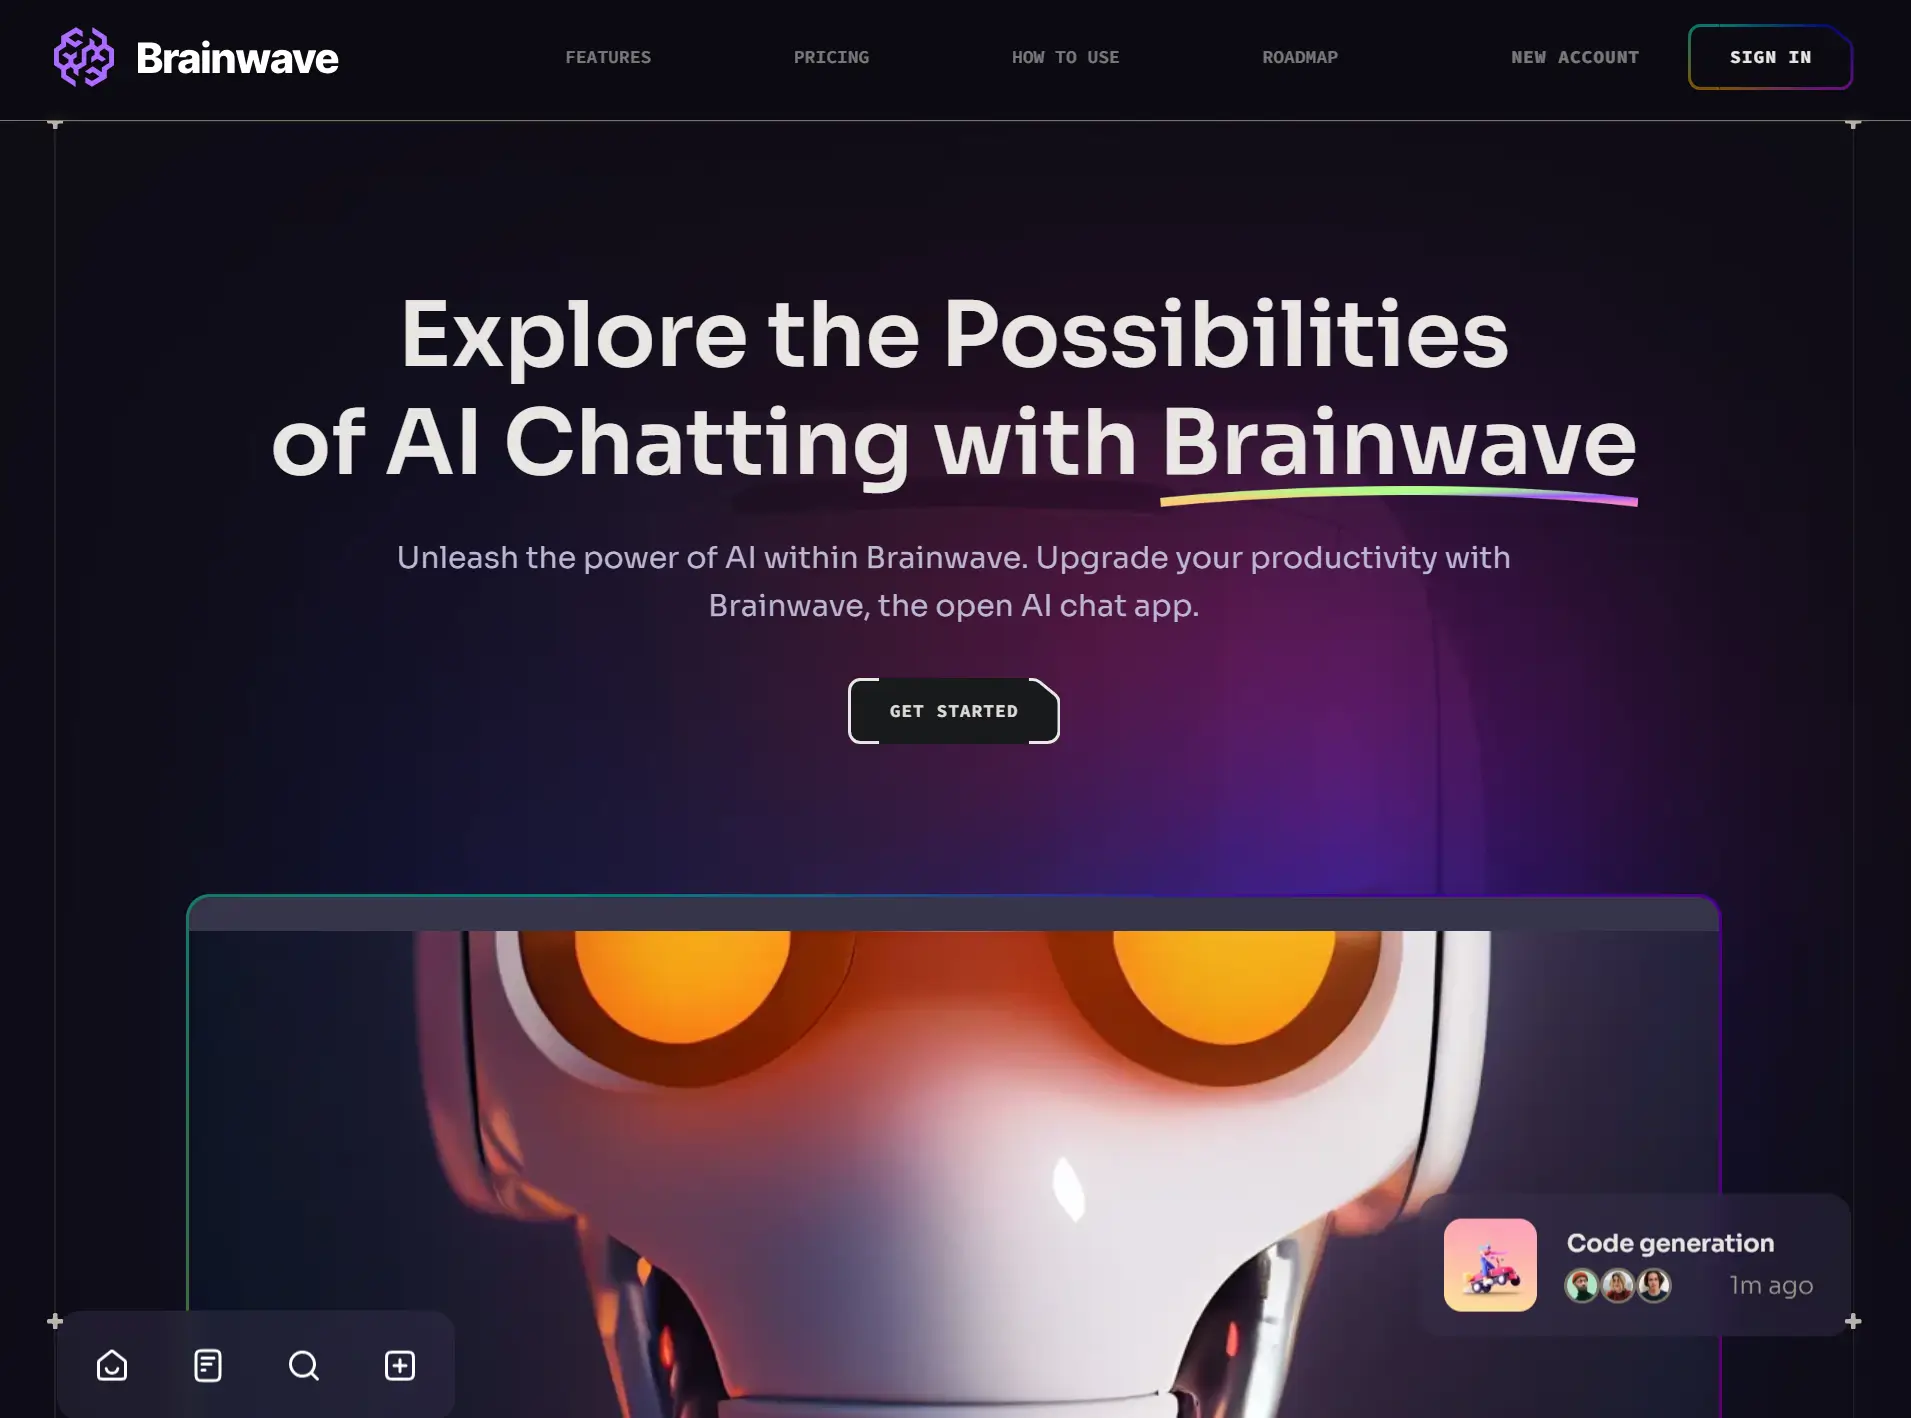 Brainwave
FEATURES
PRICING
HOW TO USE
ROADMAP
NEW ACCOUNT
SIGN IN
Explore the Possibilities
of AI Chatting with Brainwave
Unleash the power of AI within Brainwave. Upgrade your productivity with
Brainwave, the open AI chat app.
GET STARTED
Code generation
1m ago